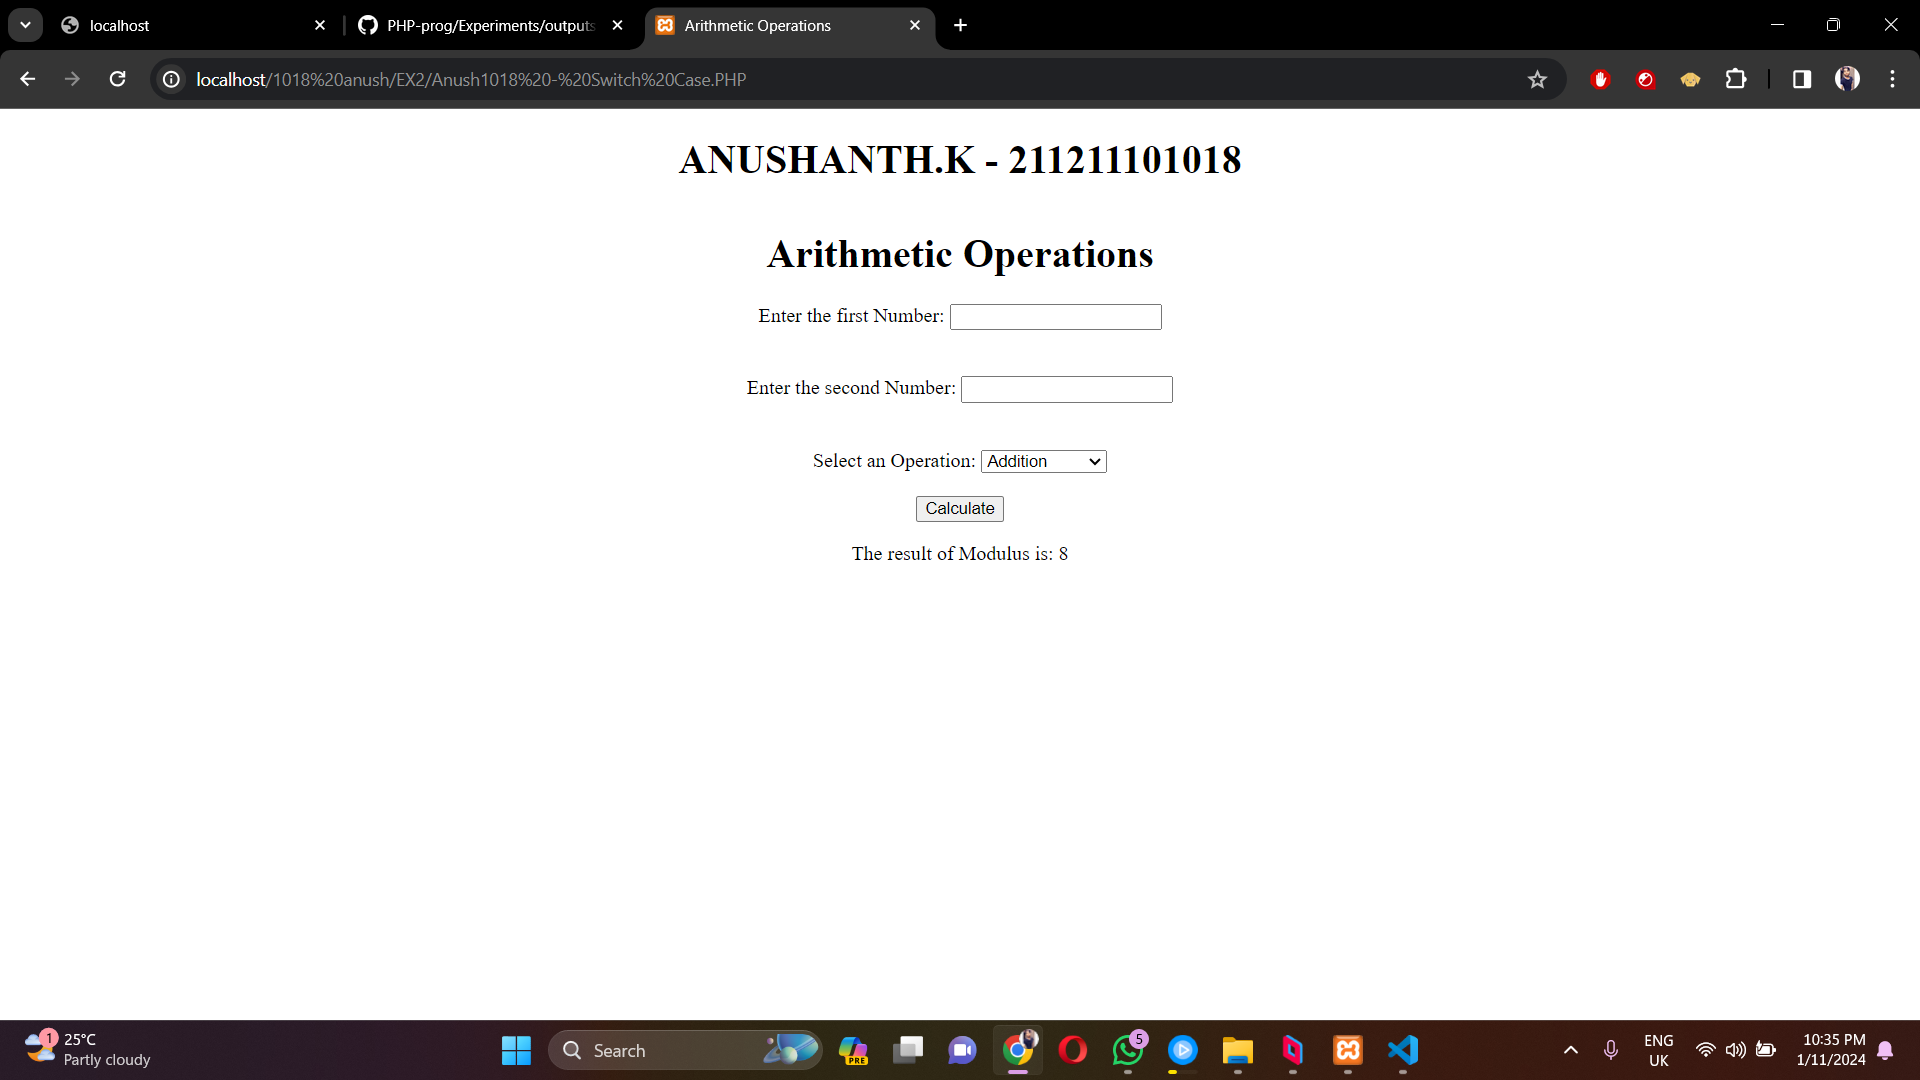 localhost
PHP-prog/Experiments/outputs
Arithmetic Operations
localhost/1018%20anush/EX2/Anush1018%20-%20Switch%20Case.PHP
ANUSHANTH.K - 211211101018
Arithmetic Operations
Enter the first Number:
Enter the second Number:
Select an Operation: Addition
Calculate
The result of Modulus is: 8
1
25°C
Partly cloudy
Search
PRE
5
ENG
UK
10:35 PM
1/11/2024